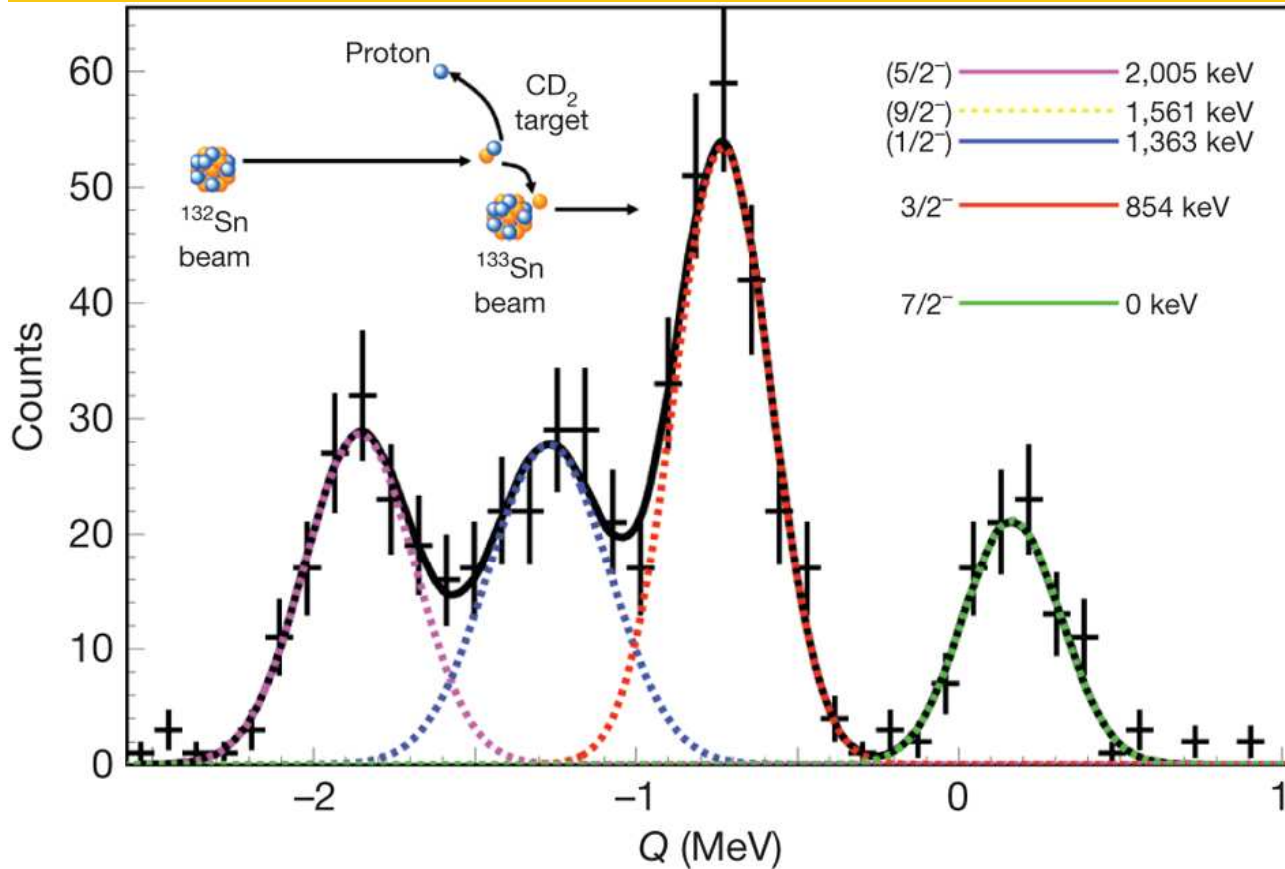 60
50
40
30
20
10
0
Counts
Proton
CD₂
target
¹³²Sn
beam
¹³³Sn
beam
(5/2⁻) 2,005 keV
(9/2⁻) 1,561 keV
(1/2⁻) 1,363 keV
3/2⁻ 854 keV
7/2⁻ 0 keV
−2 −1 0 1
Q (MeV)